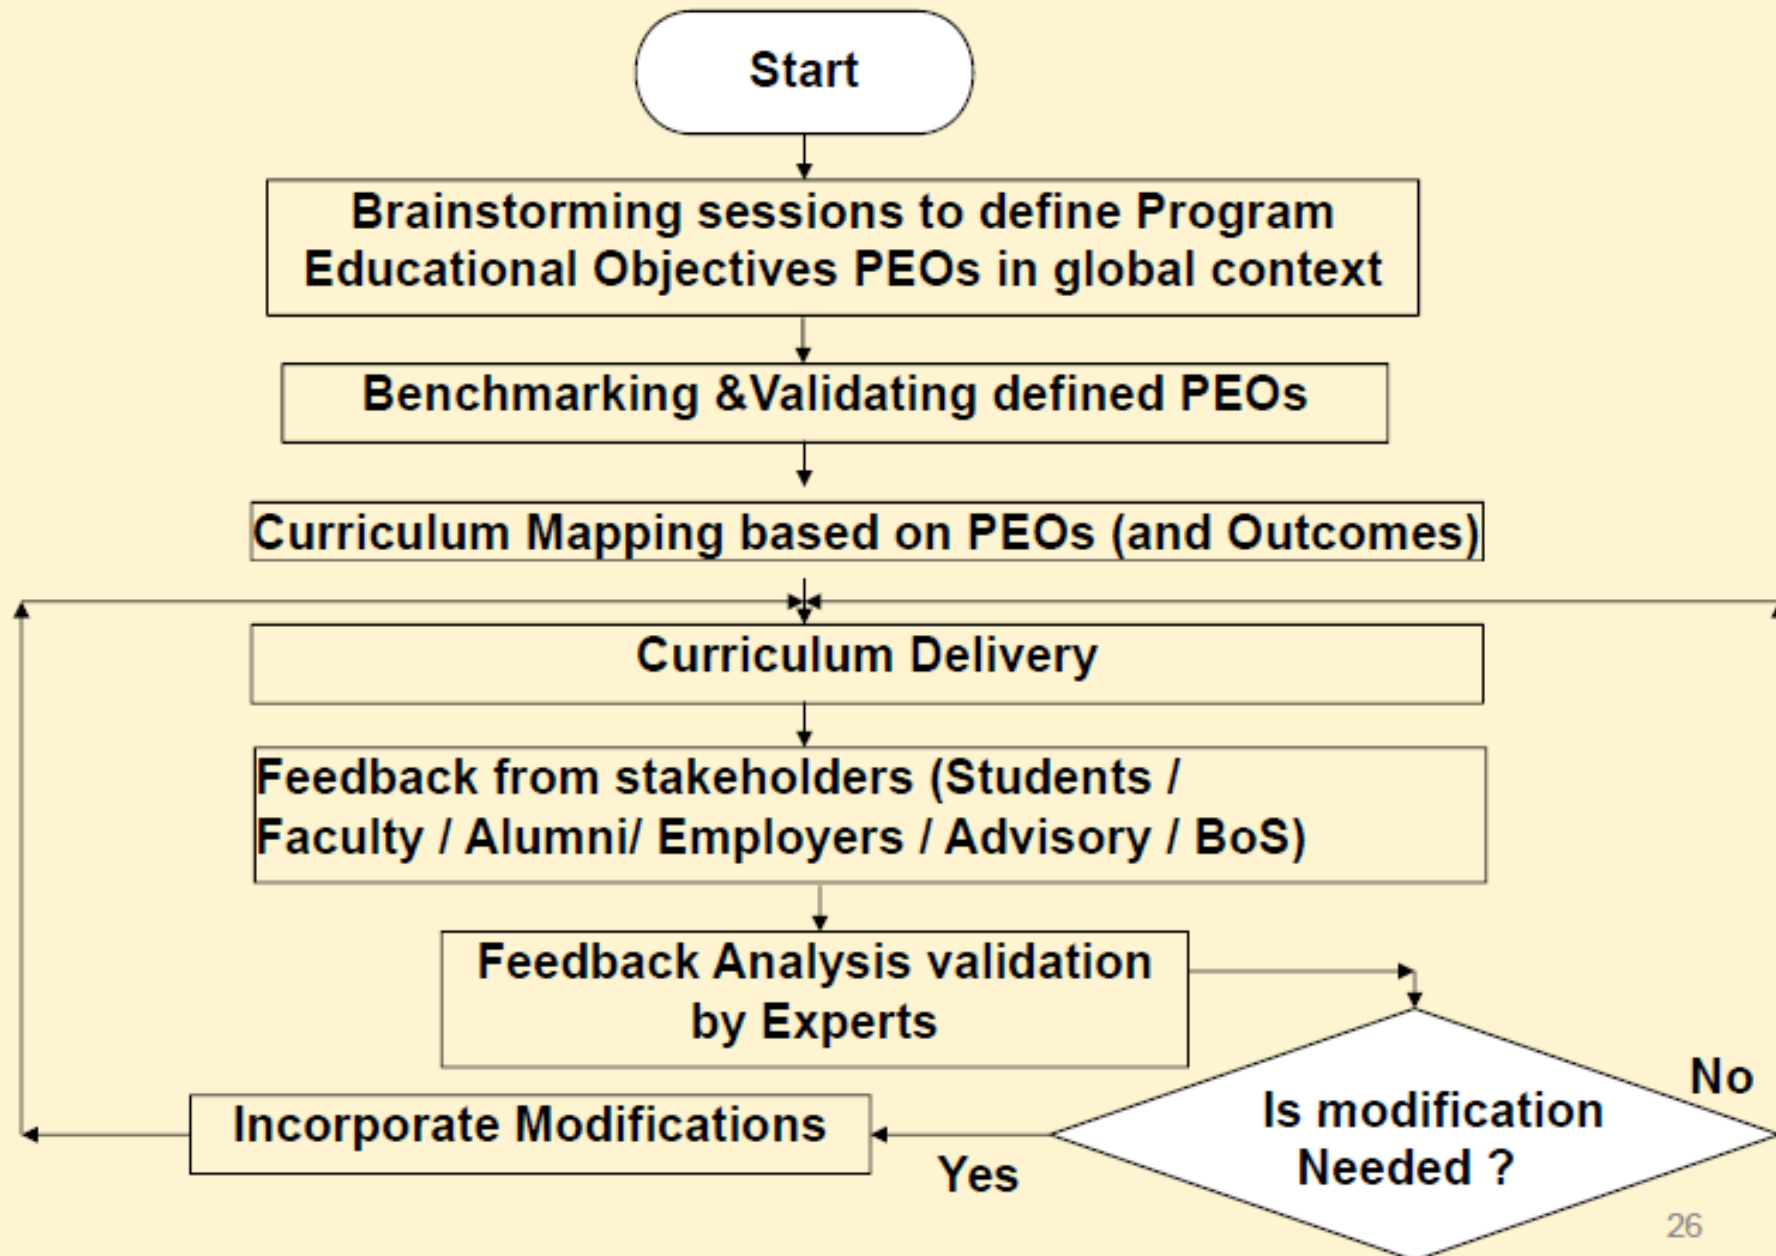 Start
Brainstorming sessions to define Program
Educational Objectives PEOs in global context
Benchmarking &Validating defined PEOs
Curriculum Mapping based on PEOs (and Outcomes)
Curriculum Delivery
Feedback from stakeholders (Students /
Faculty / Alumni/ Employers / Advisory / BoS)
Feedback Analysis validation
by Experts
Is modification
Needed ?
No
Yes
Incorporate Modifications
26